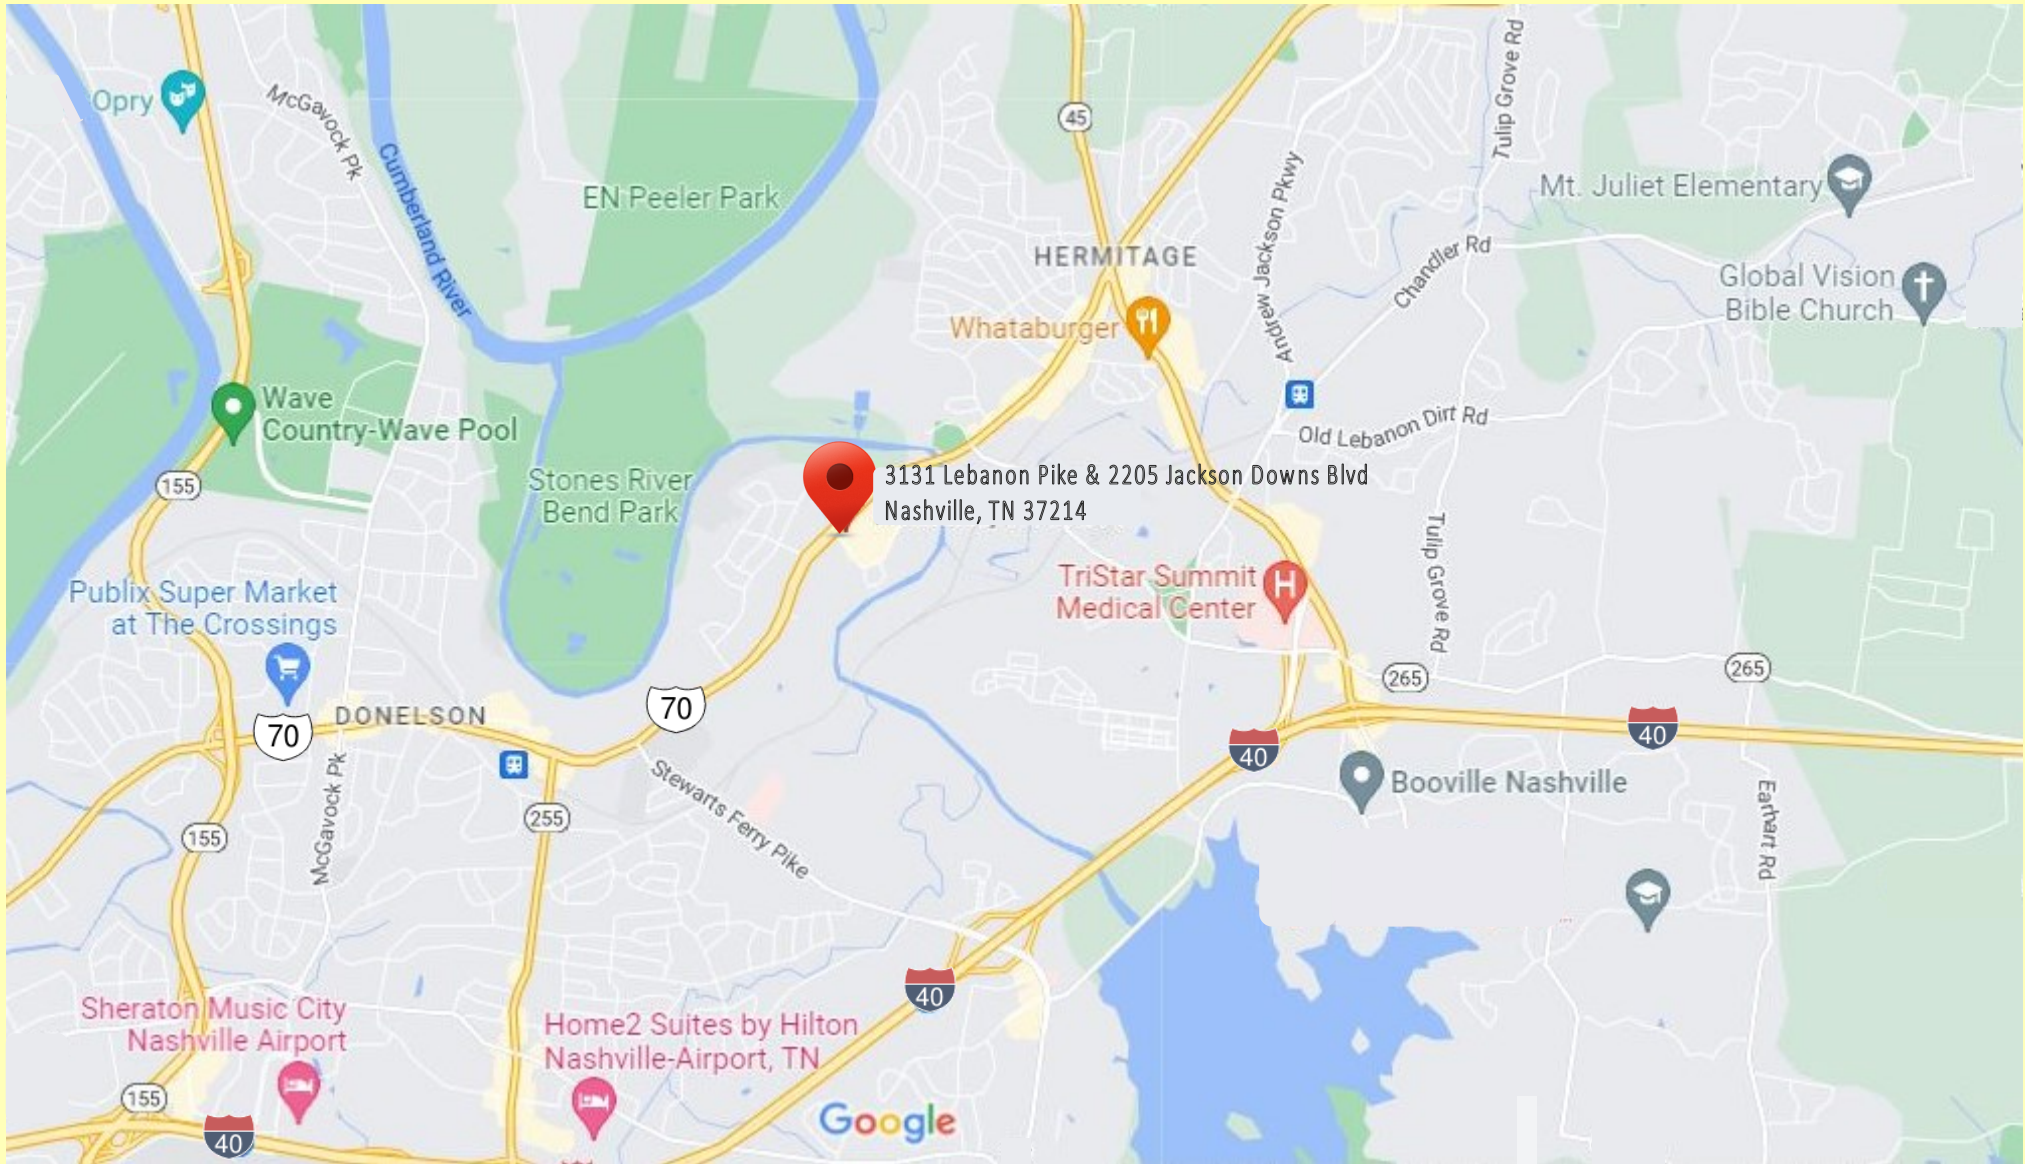 Tulip Grove Rd
Opry
McGavock Pk
45
Cumberland River
EN Peeler Park
Andrew Jackson Pkwy
Mt. Juliet Elementary
HERMITAGE
Chandler Rd
Global Vision
Bible Church
Whataburger
Wave
Country-Wave Pool
Old Lebanon Dirt Rd
155
Stones River
Bend Park
3131 Lebanon Pike & 2205 Jackson Downs Blvd
Nashville, TN 37214
Tulip Grove Rd
Publix Super Market
at The Crossings
TriStar Summit
Medical Center
H
265
265
70
DONELSON
70
40
40
Booville Nashville
McGavock Pk
Stewarts Ferry Pike
255
155
Earhart Rd
40
Sheraton Music City
Nashville Airport
Home2 Suites by Hilton
Nashville-Airport, TN
155
40
Google